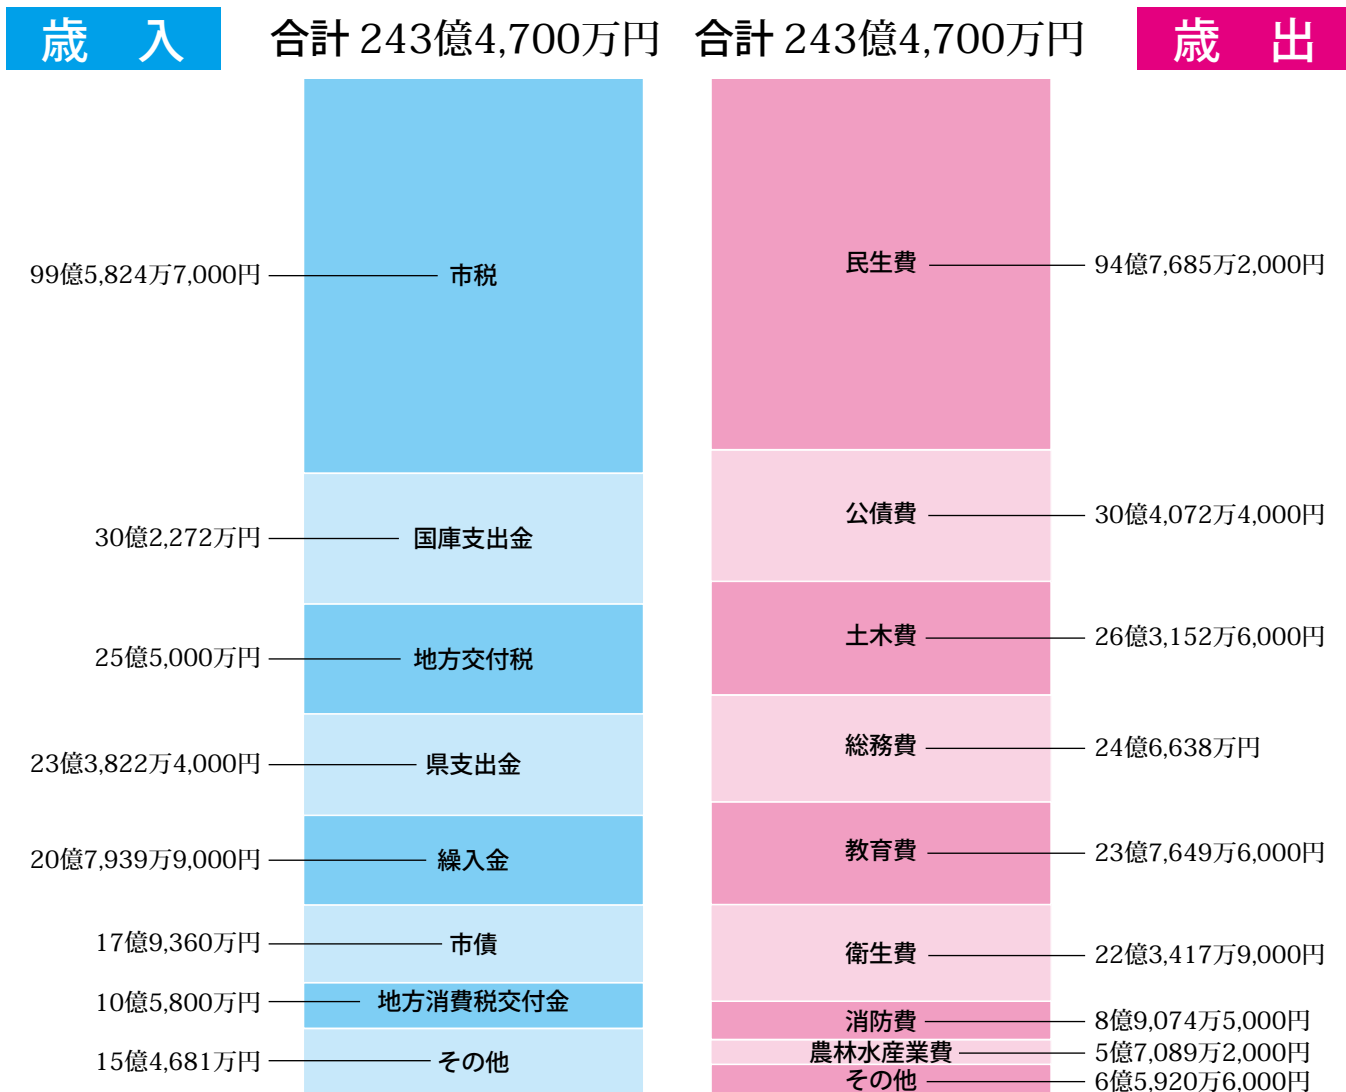 歳入 合計 243億4,700万円
99億5,824万7,000円 市税
30億2,272万円 国庫支出金
25億5,000万円 地方交付税
23億3,822万4,000円 県支出金
20億7,939万9,000円 繰入金
17億9,360万円 市債
10億5,800万円 地方消費税交付金
15億4,681万円 その他
合計 243億4,700万円 歳出
民生費 94億7,685万2,000円
公債費 30億4,072万4,000円
土木費 26億3,152万6,000円
総務費 24億6,638万円
教育費 23億7,649万6,000円
衛生費 22億3,417万9,000円
消防費 8億9,074万5,000円
農林水産業費 5億7,089万2,000円
その他 6億5,920万6,000円